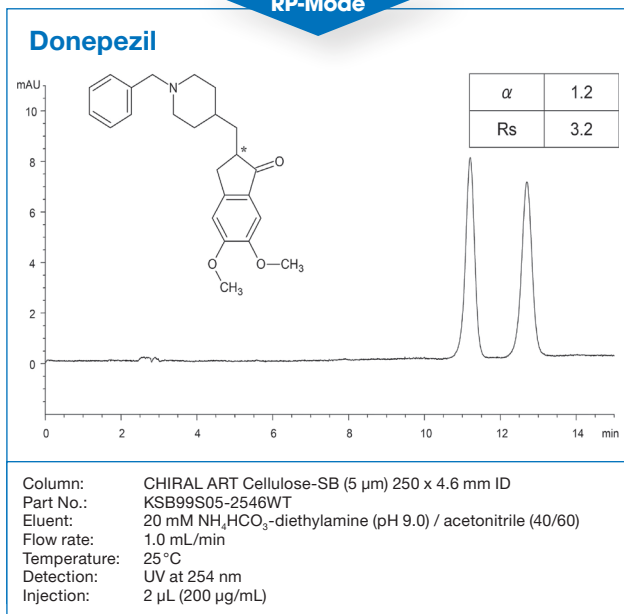 RP-Mode
Donepezil
mAU
10
8
6
4
2
0
N
*
O
O
O—CH₃
CH₃
α 1.2
Rs 3.2
0 2 4 6 8 10 12 14 min
Column: CHIRAL ART Cellulose-SB (5 µm) 250 x 4.6 mm ID
Part No.: KSB99S05-2546WT
Eluent: 20 mM NH₄HCO₃-diethylamine (pH 9.0) / acetonitrile (40/60)
Flow rate: 1.0 mL/min
Temperature: 25°C
Detection: UV at 254 nm
Injection: 2 µL (200 µg/mL)